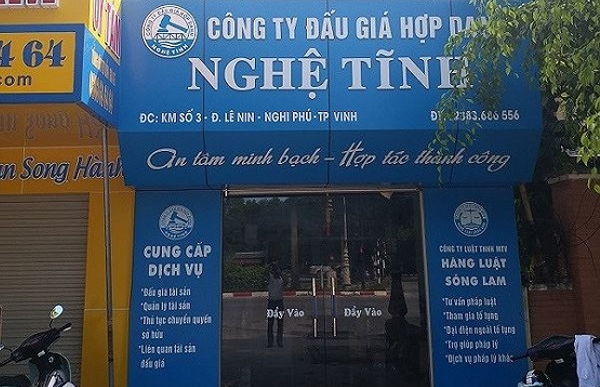 CÔNG TY ĐẤU GIÁ HỢP DANH
NGHỆ TĨNH
ĐC: KM SỐ 3 - Đ. LÊ NIN - NGHI PHÚ - TP VINH
2383.686 556
An tâm minh bạch - Hợp tác thành công
64
.com
Song Hành
NGHỆ TĨNH
CUNG CẤP
DỊCH VỤ
*Đấu giá tài sản
*Quản lý tài sản
*Thủ tục chuyển quyền
sở hữu
*Liên quan tài sản
đấu giá
Đẩy Vào
Đẩy Vào
CÔNG TY LUẬT TNHH MTV
HÃNG LUẬT
SÔNG LAM
*Tư vấn pháp luật
*Tham gia tố tụng
*Đại diện ngoài tố tụng
*Trợ giúp pháp lý
*Dịch vụ pháp lý khác